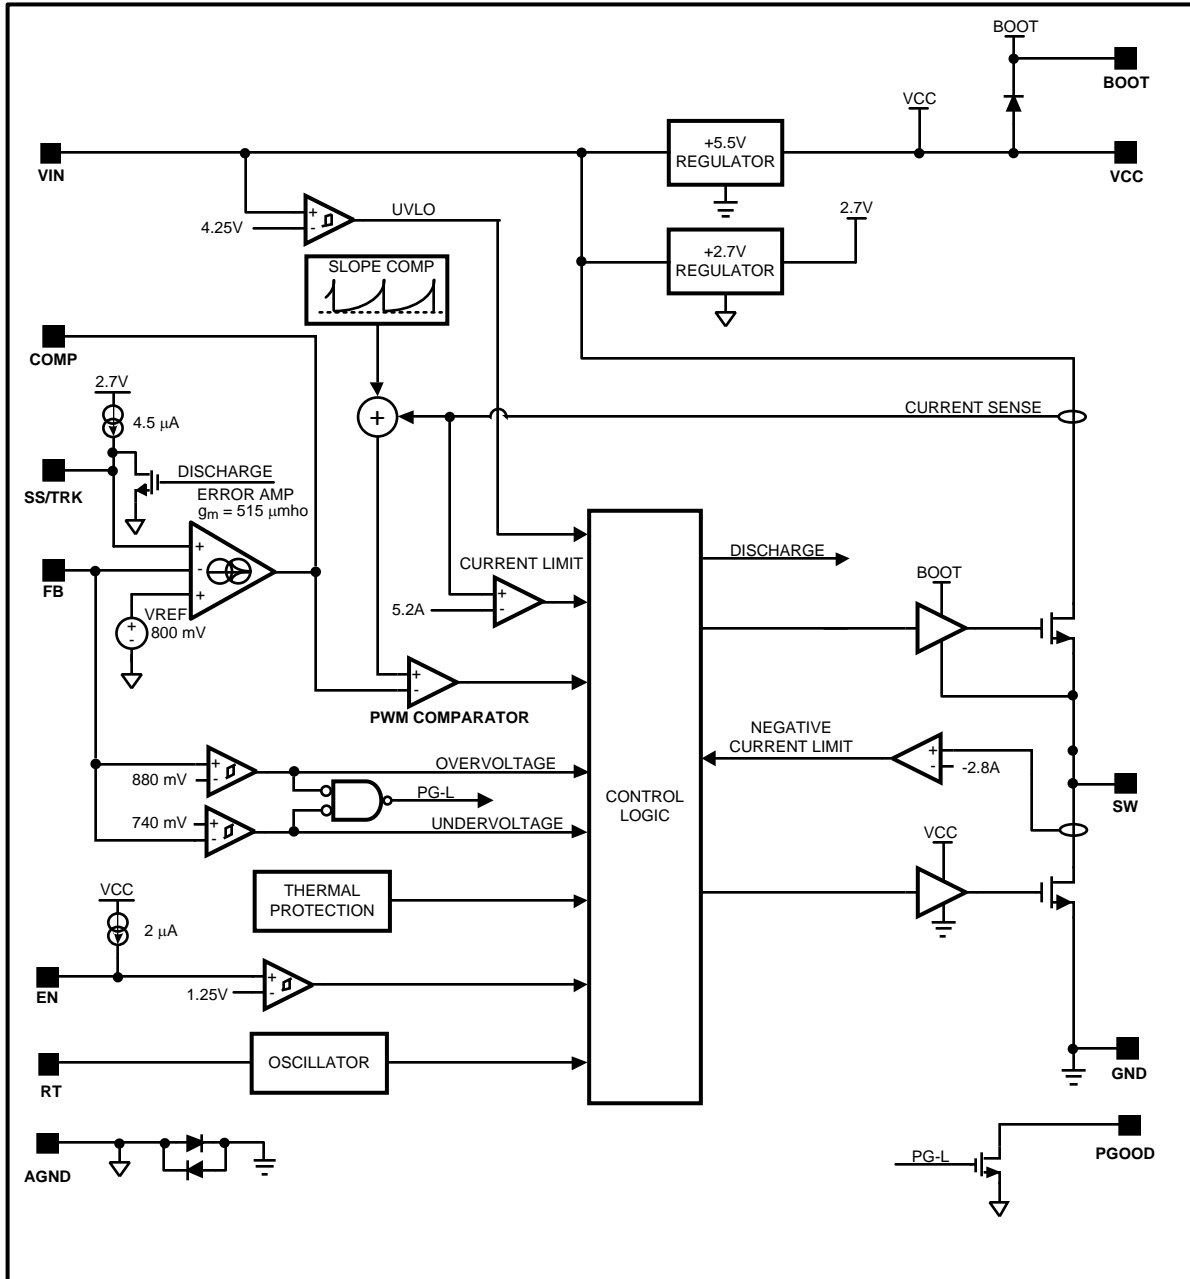 BOOT
BOOT
VCC
+5.5V
REGULATOR
VIN
VCC
UVLO
4.25V
+
-
2.7V
+2.7V
REGULATOR
SLOPE COMP
COMP
2.7V
4.5 µA
+
CURRENT SENSE
SS/TRK
DISCHARGE
ERROR AMP
gm = 515 µmho
+
-
+
FB
VREF
800 mV
+
-
CURRENT LIMIT
5.2A
+
-
DISCHARGE
BOOT
+
-
PWM COMPARATOR
NEGATIVE
CURRENT LIMIT
+
-
-2.8A
SW
880 mV
+
-
OVERVOLTAGE
PG-L
740 mV
+
-
UNDERVOLTAGE
CONTROL
LOGIC
VCC
THERMAL
PROTECTION
VCC
2 µA
EN
1.25V
+
-
RT
OSCILLATOR
GND
AGND
PG-L
PGOOD